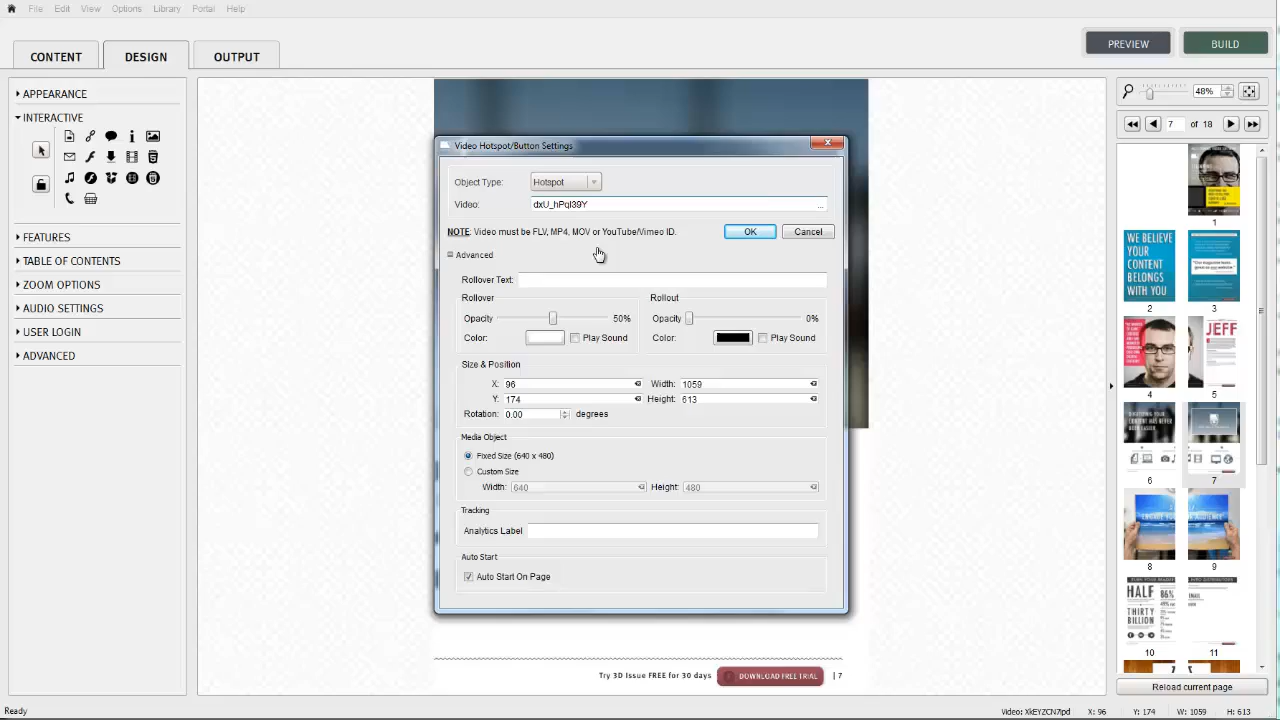 File Edit View Options Library Portal Help
CONTENT DESIGN OUTPUT
PREVIEW BUILD
APPEARANCE
INTERACTIVE
FEATURES
TABLE OF CONTENTS
ZOOM OPTIONS
AUDIO SETTINGS
USER LOGIN
ADVANCED
Video Hotspot/Button Settings
Object Type: Hotspot
Video: ...
NOTE: Video must be FLV, MP4, MOV or YouTube/Vimeo ID.
OK Cancel
Advanced
Rollover text:
Rollover Rollout
Opacity 50% Opacity 0%
Color: Play Sound Color: Play Sound
Size & Position
X: 96 Width: 1059
Y: Height: 613
Rotation: 0.00 degrees
Media Object
Fixed Size (640 x 480)
Custom Size
Width: 640 Height: 480
Tracking
Analytics Label
Auto Start
Auto Start On Page
Try 3D Issue FREE for 30 days DOWNLOAD FREE TRIAL | 7
48%
7 of 18
1
WE BELIEVE
YOUR
CONTENT
BELONGS
WITH YOU
2 3
JEFF
4 5
6 7
8 9
HALF 86%
THIRTY
BILLION
10 11
Reload current page
Ready
Video: XkEYZCN7ipd X: 96 Y: 174 W: 1059 H: 613